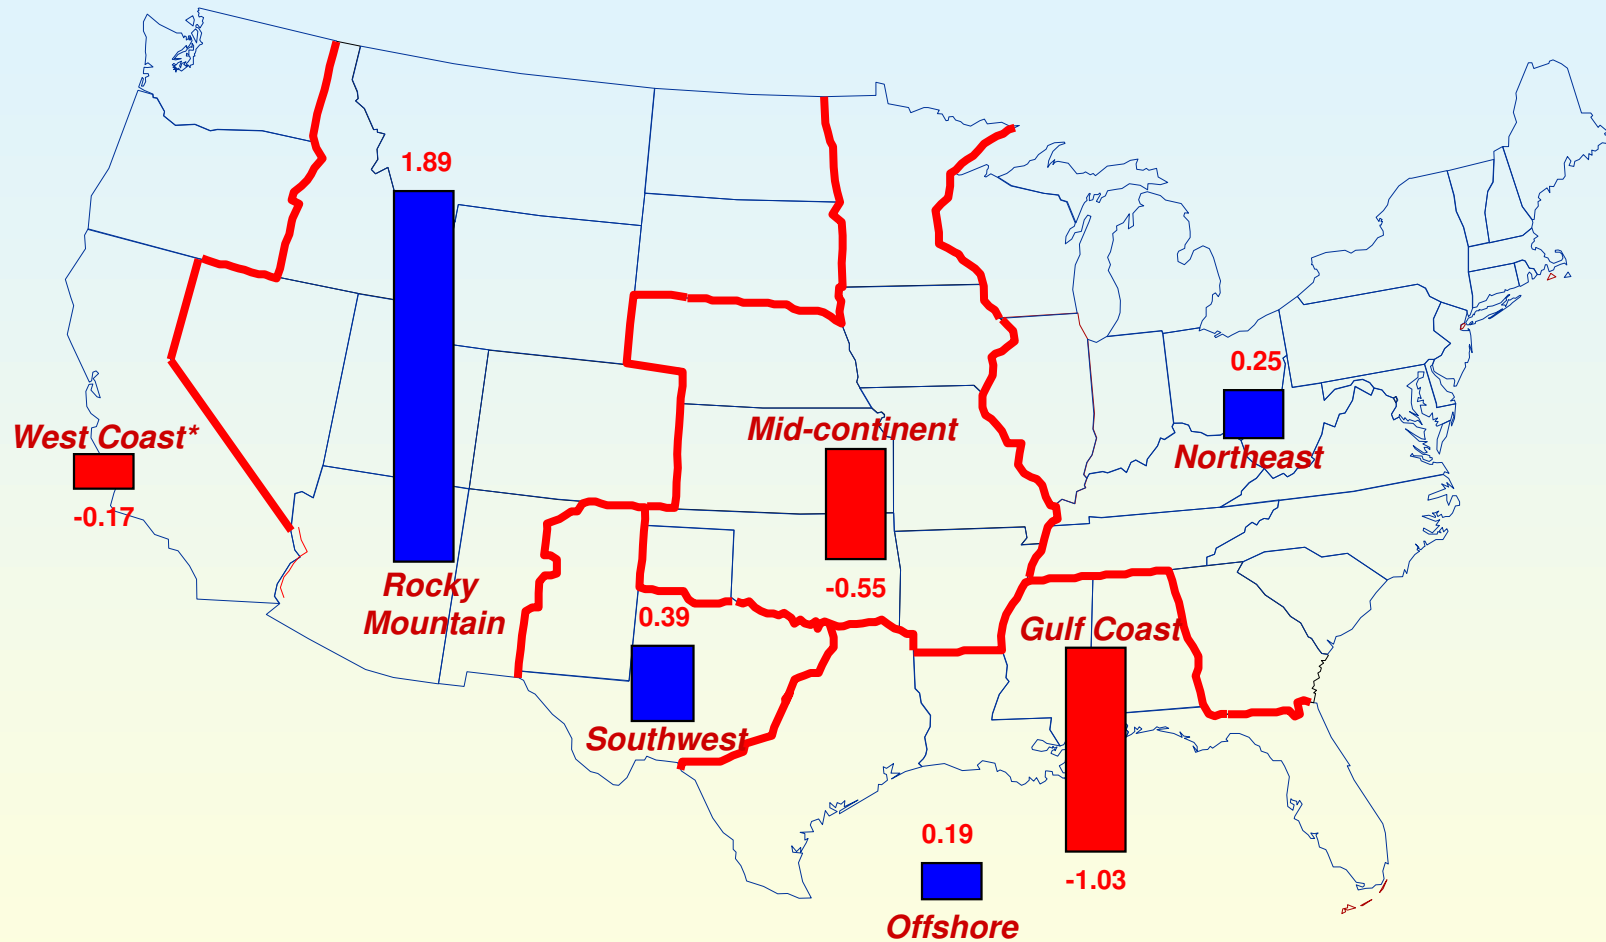 1.89
0.25
West Coast*
-0.17
Mid-continent
-0.55
Northeast
Rocky
Mountain
0.39
Southwest
Gulf Coast
-1.03
0.19
Offshore